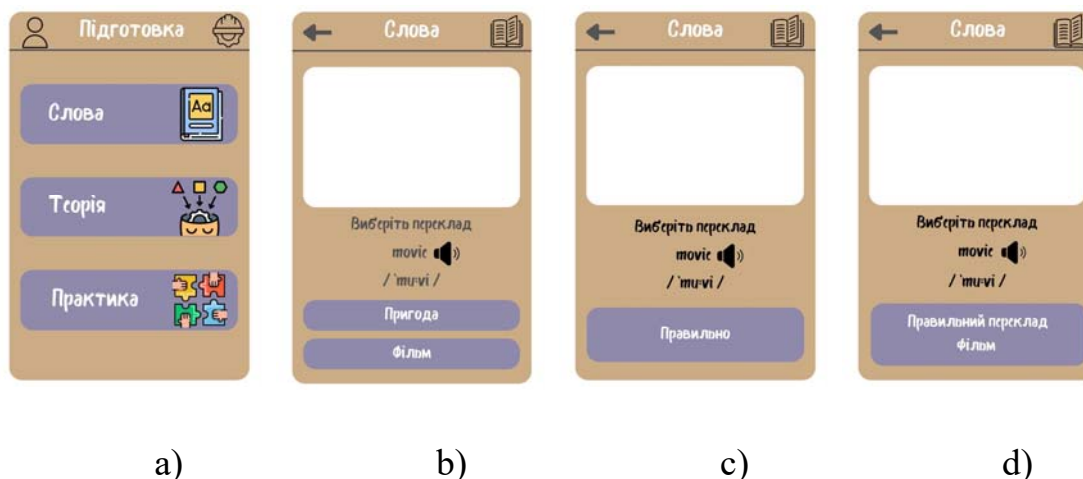 Підготовка
Слова
Aa
Теорія
Практика
Слова
Виберіть переклад
movie
/ ˈmuːvi /
Пригода
Фільм
Слова
Виберіть переклад
movie
/ ˈmuːvi /
Правильно
Слова
Виберіть переклад
movie
/ ˈmuːvi /
Правильний переклад
Фільм
a) b) c) d)